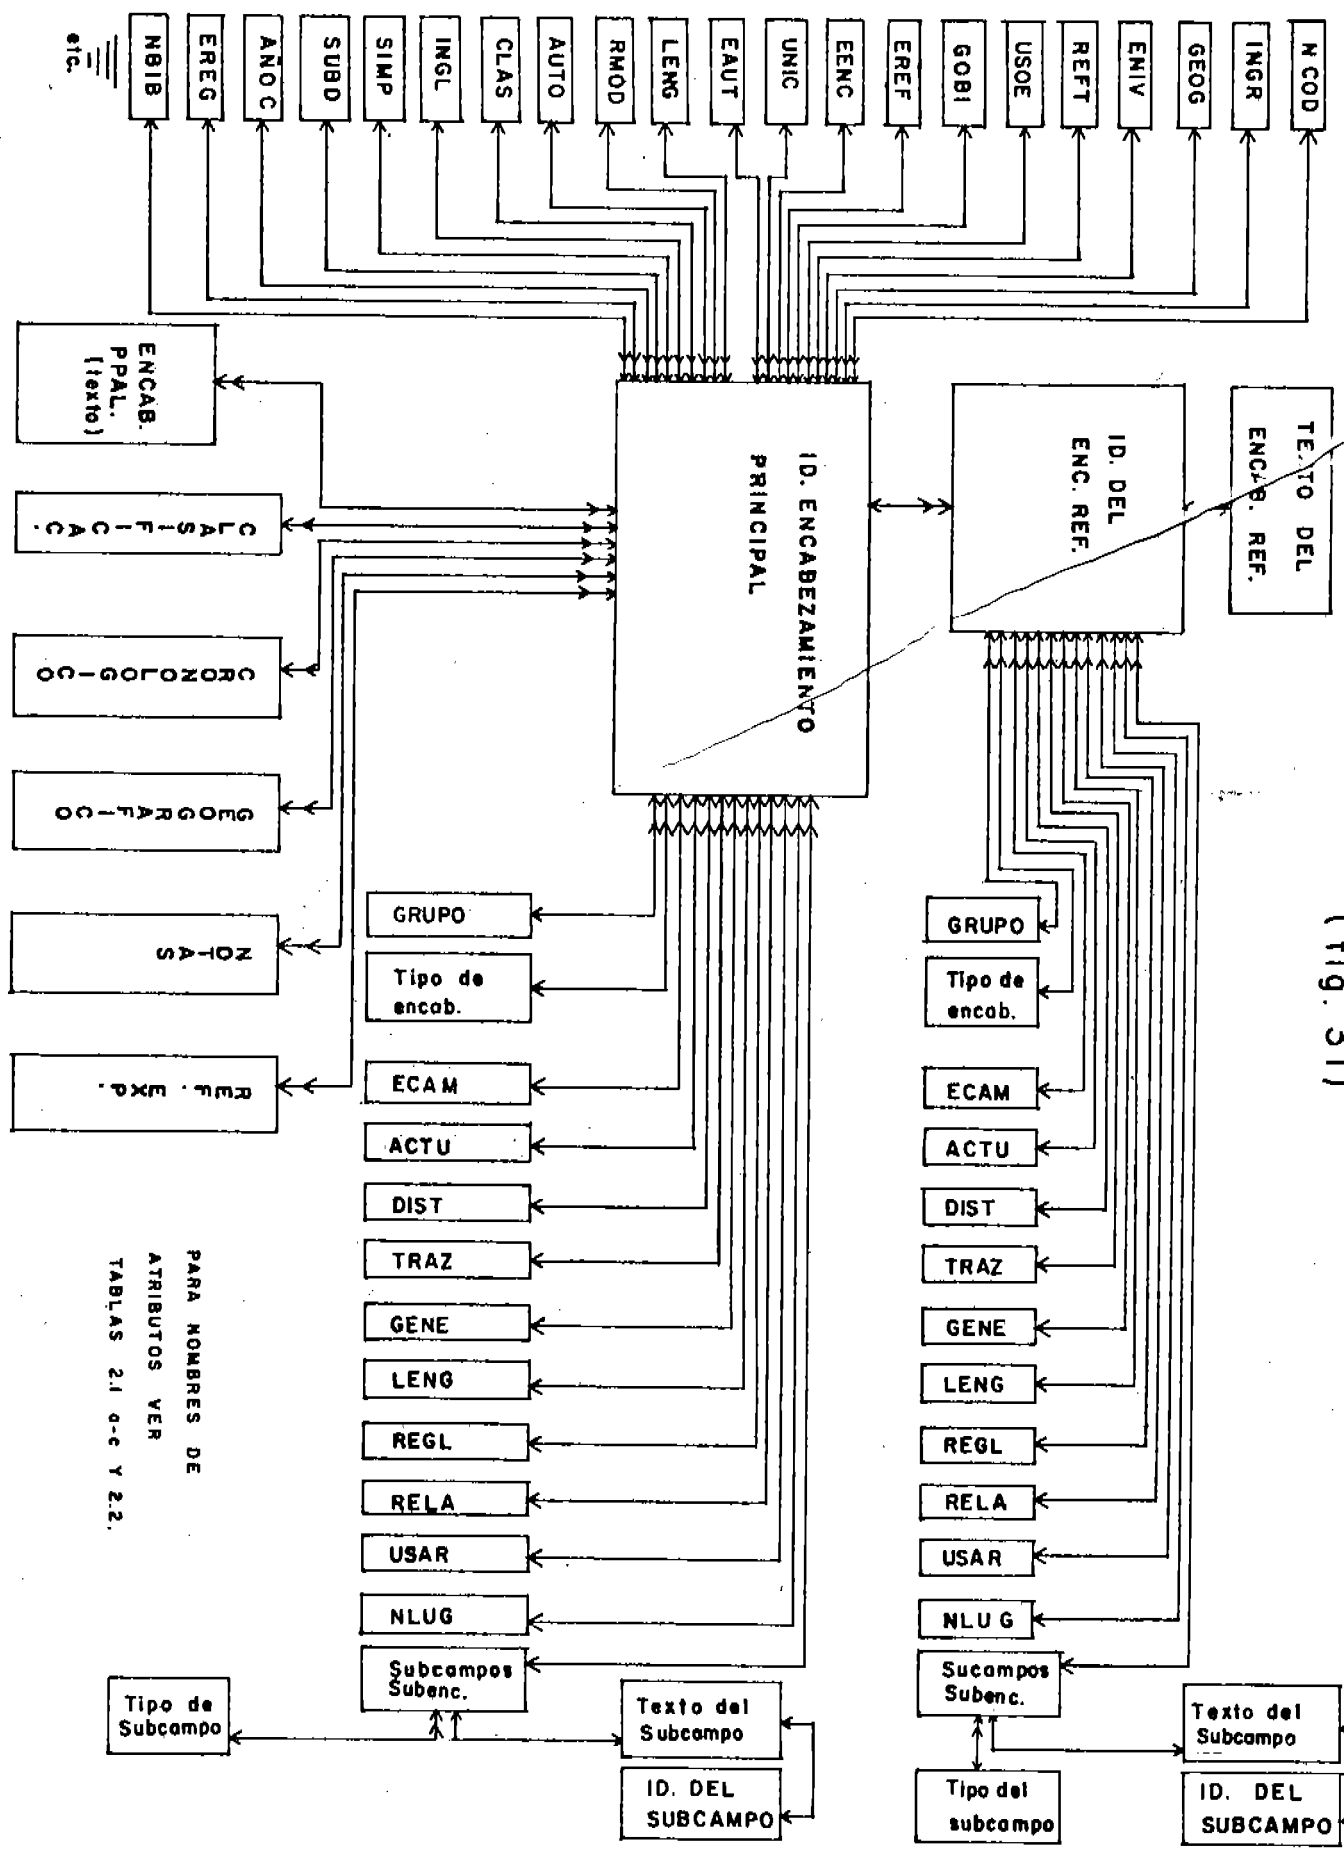 NBIB
EREG
AÑOC
SUBD
SIMP
INGL
CLAS
AUTO
RMOD
LENG
EAUT
UNIC
EENC
EREF
GOBI
USOE
REFT
ENIV
GEOG
INGR
N COD
etc.
ENCAB.
PPAL.
(texto)
ID. ENCABEZAMIENTO
PRINCIPAL
ID. DEL
ENC. REF.
TEXTO DEL
ENCAB. REF.
CLASIFICAC.
CRONOLOGICO
GEOGRAFICO
NOTAS
REF. EXP.
(fig. 31)
GRUPO
Tipo de
encab.
ECAM
ACTU
DIST
TRAZ
GENE
LENG
REGL
RELA
USAR
NLUG
Subcampos
Subenc.
Tipo de
Subcampo
Texto del
Subcampo
ID. DEL
SUBCAMPO
GRUPO
Tipo de
encab.
ECAM
ACTU
DIST
TRAZ
GENE
LENG
REGL
RELA
USAR
NLUG
Sucampos
Subenc.
Tipo del
subcampo
Texto del
Subcampo
ID. DEL
SUBCAMPO
PARA NOMBRES DE
ATRIBUTOS VER
TABLAS 2.1 a-c Y 2.2.